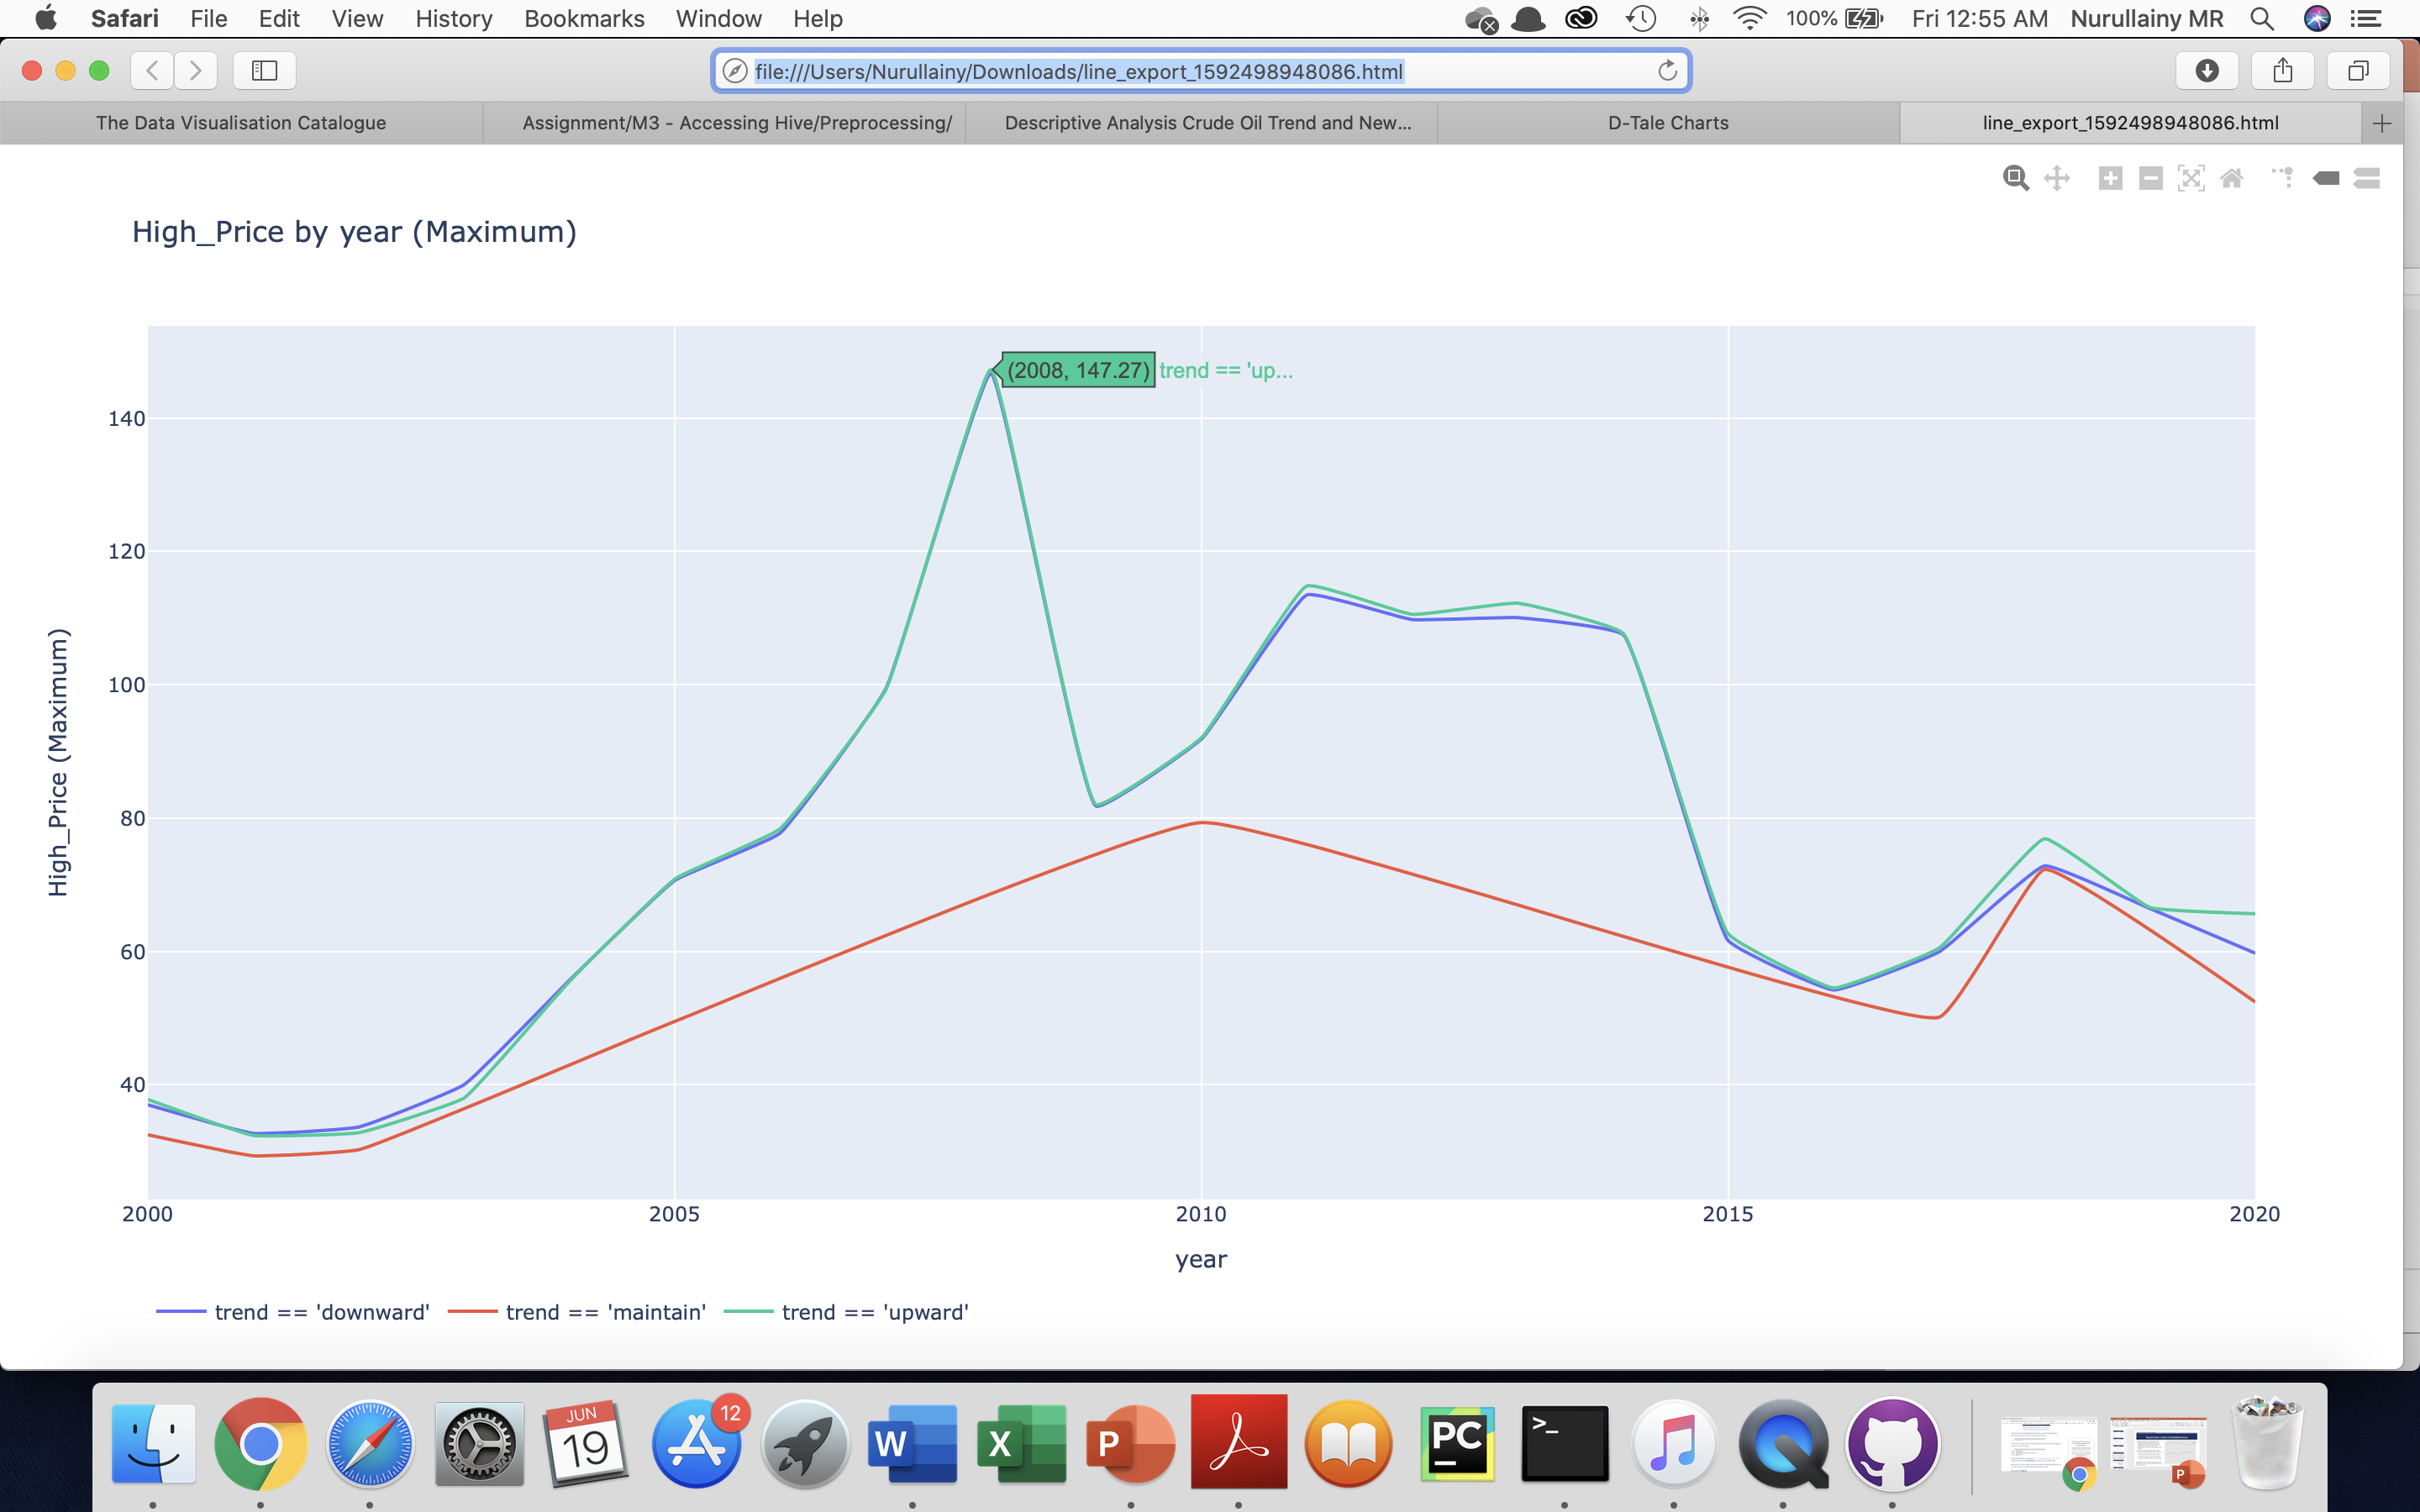 Safari File Edit View History Bookmarks Window Help 100% Fri 12:55 AM Nurullainy MR
file:///Users/Nurullainy/Downloads/line_export_1592498948086.html
The Data Visualisation Catalogue Assignment/M3 - Accessing Hive/Preprocessing/ Descriptive Analysis Crude Oil Trend and New... D-Tale Charts line_export_1592498948086.html
High_Price by year (Maximum)
(2008, 147.27) trend == 'up...
140
120
100
80
60
40
High_Price (Maximum)
2000 2005 2010 2015 2020
year
trend == 'downward' trend == 'maintain' trend == 'upward'
JUN
19
12
W
X
P
PC
>_
P